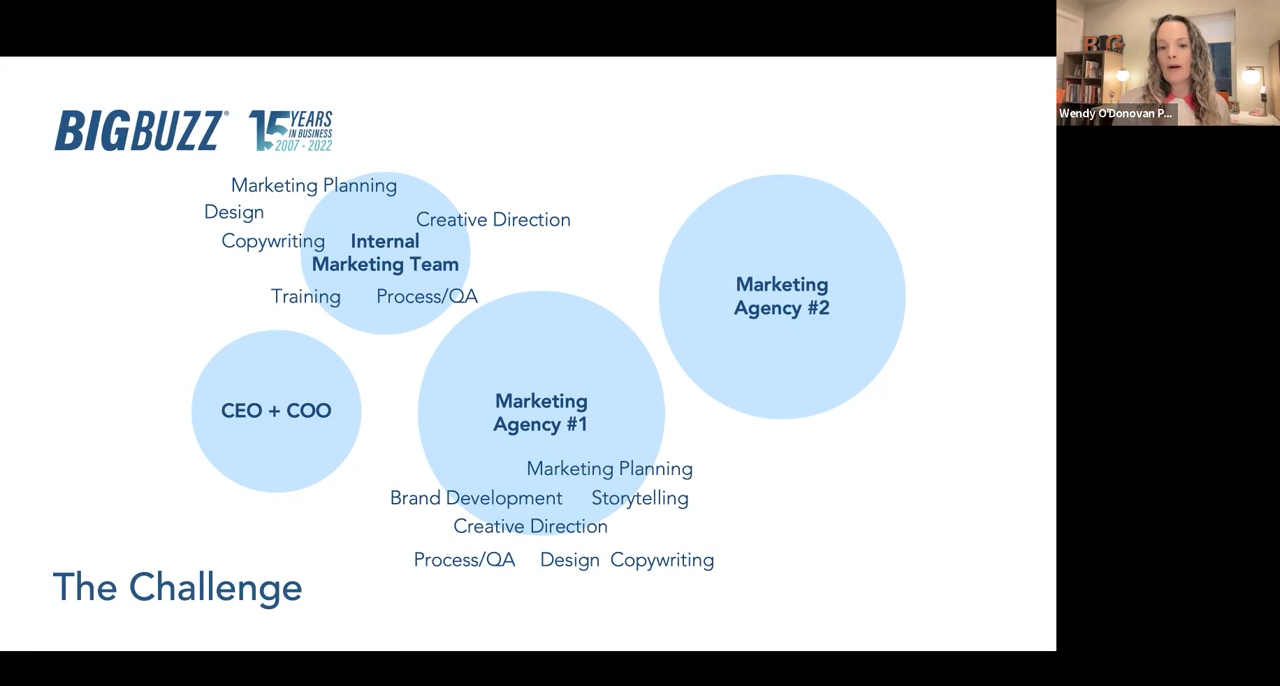 BIGBUZZ®
15 YEARS
IN BUSINESS
2007 - 2022
Marketing Planning
Design
Creative Direction
Copywriting
Internal
Marketing Team
Training
Process/QA
CEO + COO
Marketing
Agency #1
Marketing Planning
Brand Development
Storytelling
Creative Direction
Process/QA
Design
Copywriting
Marketing
Agency #2
The Challenge
BIG
Wendy O'Donovan P...